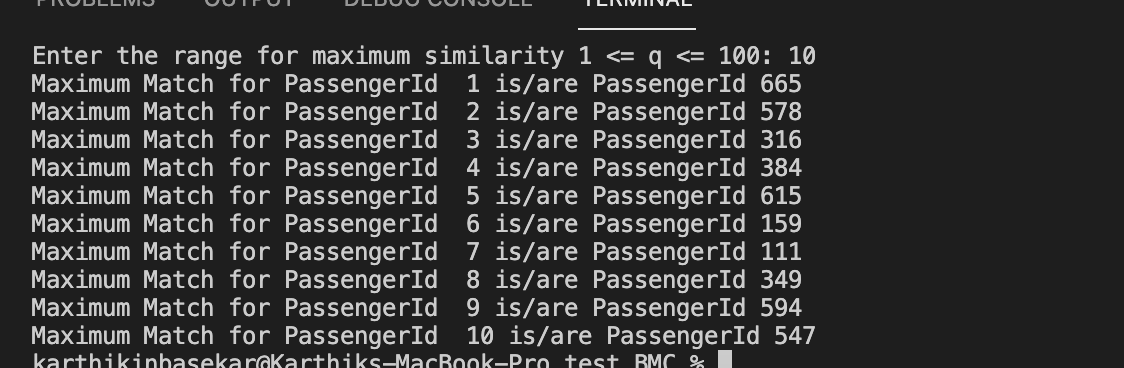 PROBLEMS OUTPUT DEBUG CONSOLE TERMINAL
Enter the range for maximum similarity 1 <= q <= 100: 10
Maximum Match for PassengerId  1 is/are PassengerId 665
Maximum Match for PassengerId  2 is/are PassengerId 578
Maximum Match for PassengerId  3 is/are PassengerId 316
Maximum Match for PassengerId  4 is/are PassengerId 384
Maximum Match for PassengerId  5 is/are PassengerId 615
Maximum Match for PassengerId  6 is/are PassengerId 159
Maximum Match for PassengerId  7 is/are PassengerId 111
Maximum Match for PassengerId  8 is/are PassengerId 349
Maximum Match for PassengerId  9 is/are PassengerId 594
Maximum Match for PassengerId  10 is/are PassengerId 547
karthikinbasekar@Karthiks-MacBook-Pro test BMC %